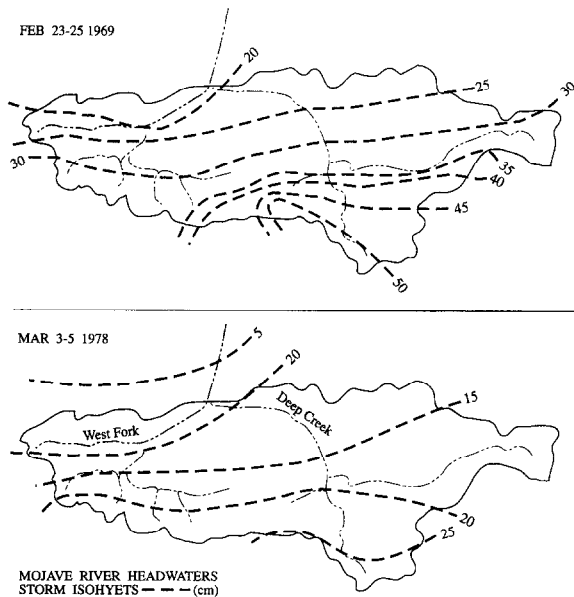 FEB 23-25 1969
20
25
30
30
35
40
45
50
MAR 3-5 1978
5
20
15
Deep Creek
West Fork
20
25
MOJAVE RIVER HEADWATERS
STORM ISOHYETS (cm)